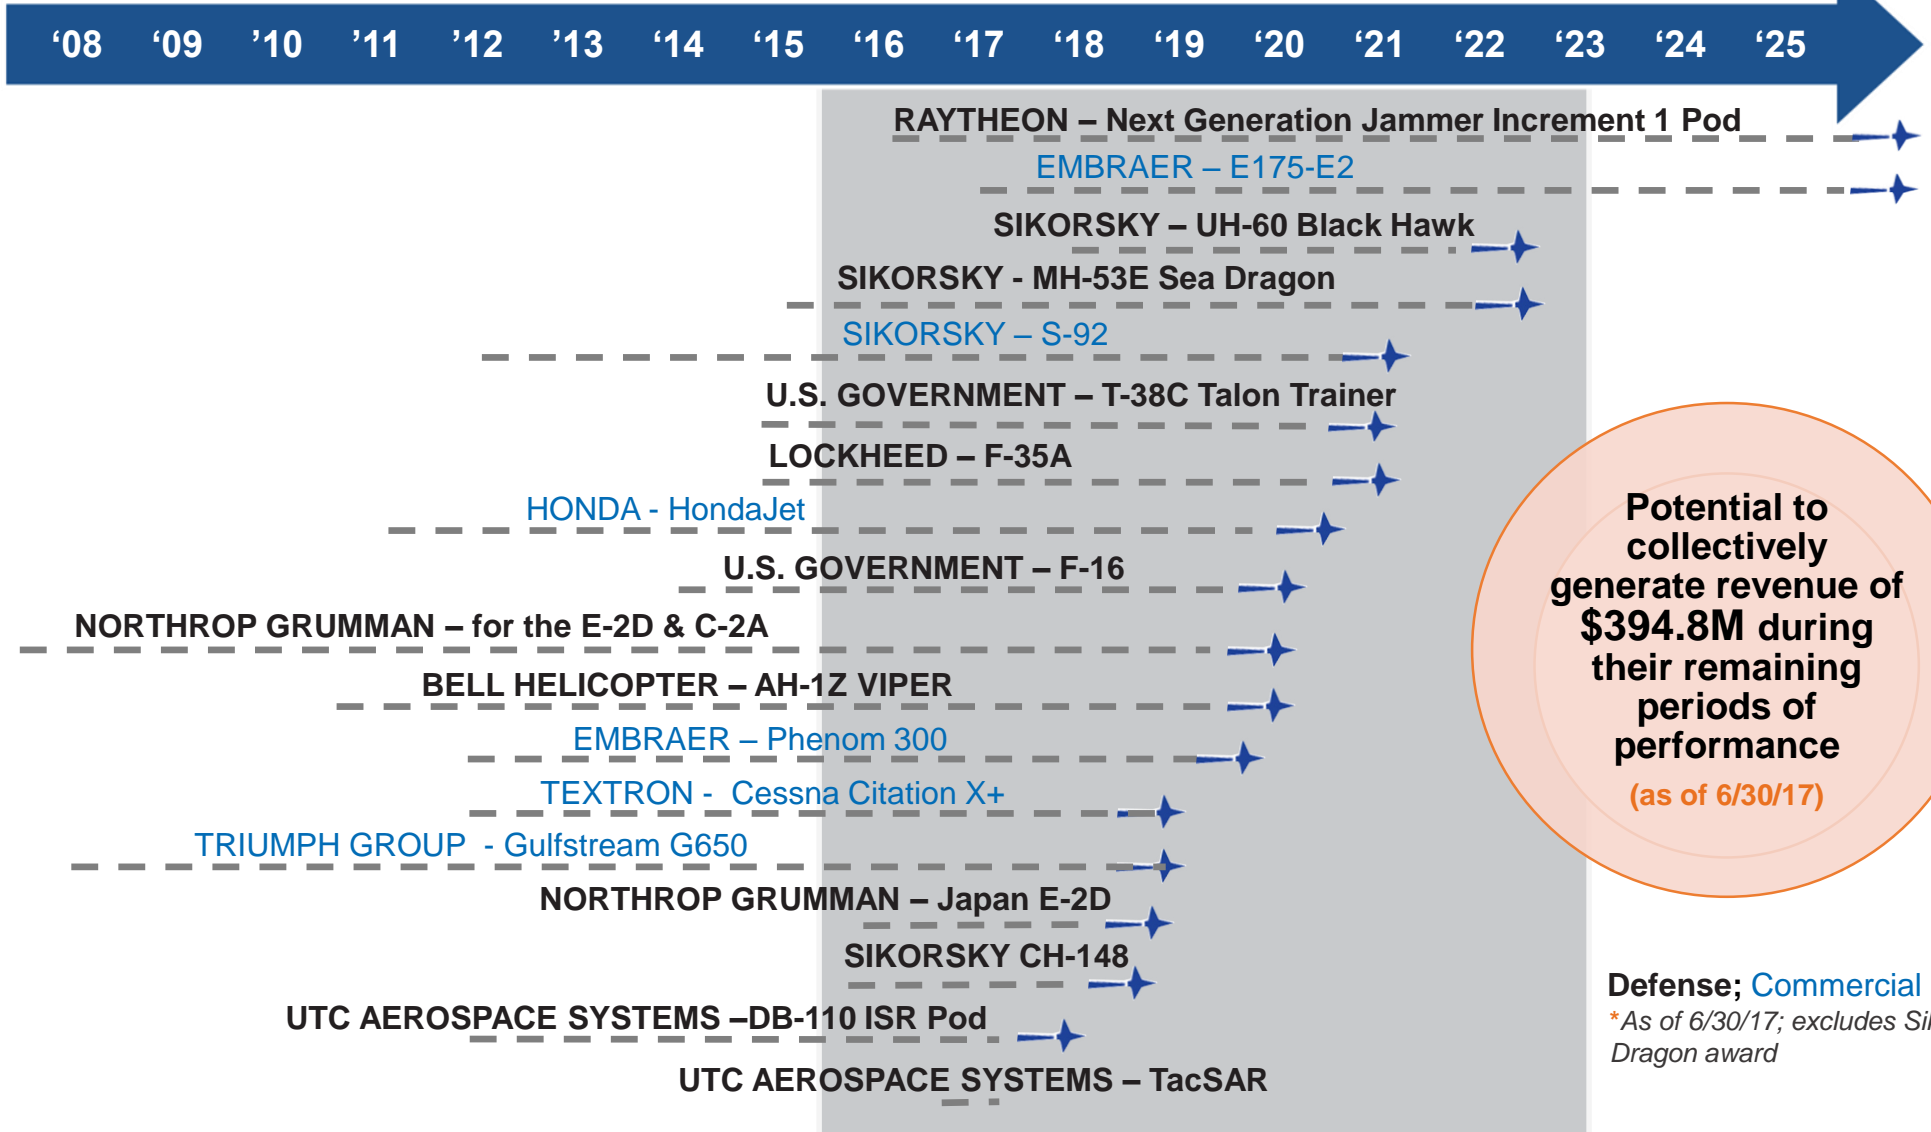 ‘08 ‘09 ’10 ’11 ’12 ‘13 ‘14 ‘15 ‘16 ‘17 ‘18 ‘19 ‘20 ‘21 ‘22 ‘23 ‘24 ‘25
RAYTHEON – Next Generation Jammer Increment 1 Pod
EMBRAER – E175-E2
SIKORSKY – UH-60 Black Hawk
SIKORSKY - MH-53E Sea Dragon
SIKORSKY – S-92
U.S. GOVERNMENT – T-38C Talon Trainer
LOCKHEED – F-35A
HONDA - HondaJet
U.S. GOVERNMENT – F-16
NORTHROP GRUMMAN – for the E-2D & C-2A
BELL HELICOPTER – AH-1Z VIPER
EMBRAER – Phenom 300
TEXTRON - Cessna Citation X+
TRIUMPH GROUP - Gulfstream G650
NORTHROP GRUMMAN – Japan E-2D
SIKORSKY CH-148
UTC AEROSPACE SYSTEMS –DB-110 ISR Pod
UTC AEROSPACE SYSTEMS – TacSAR
Potential to
collectively
generate revenue of
$394.8M during
their remaining
periods of
performance
(as of 6/30/17)
Defense; Commercial
*As of 6/30/17; excludes
Dragon award